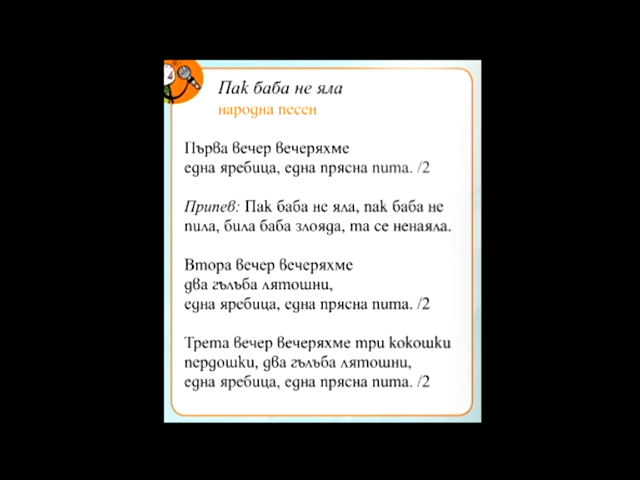 Пак баба не яла
народна песен
Първа вечер вечеряхме
една яребица, една прясна пита. /2
Припев: Пак баба не яла, пак баба не
пила, била баба злояда, та се ненаяла.
Втора вечер вечеряхме
два гълъба лятошни,
една яребица, една прясна пита. /2
Трета вечер вечеряхме три кокошки
пердошки, два гълъба лятошни,
една яребица, една прясна пита. /2